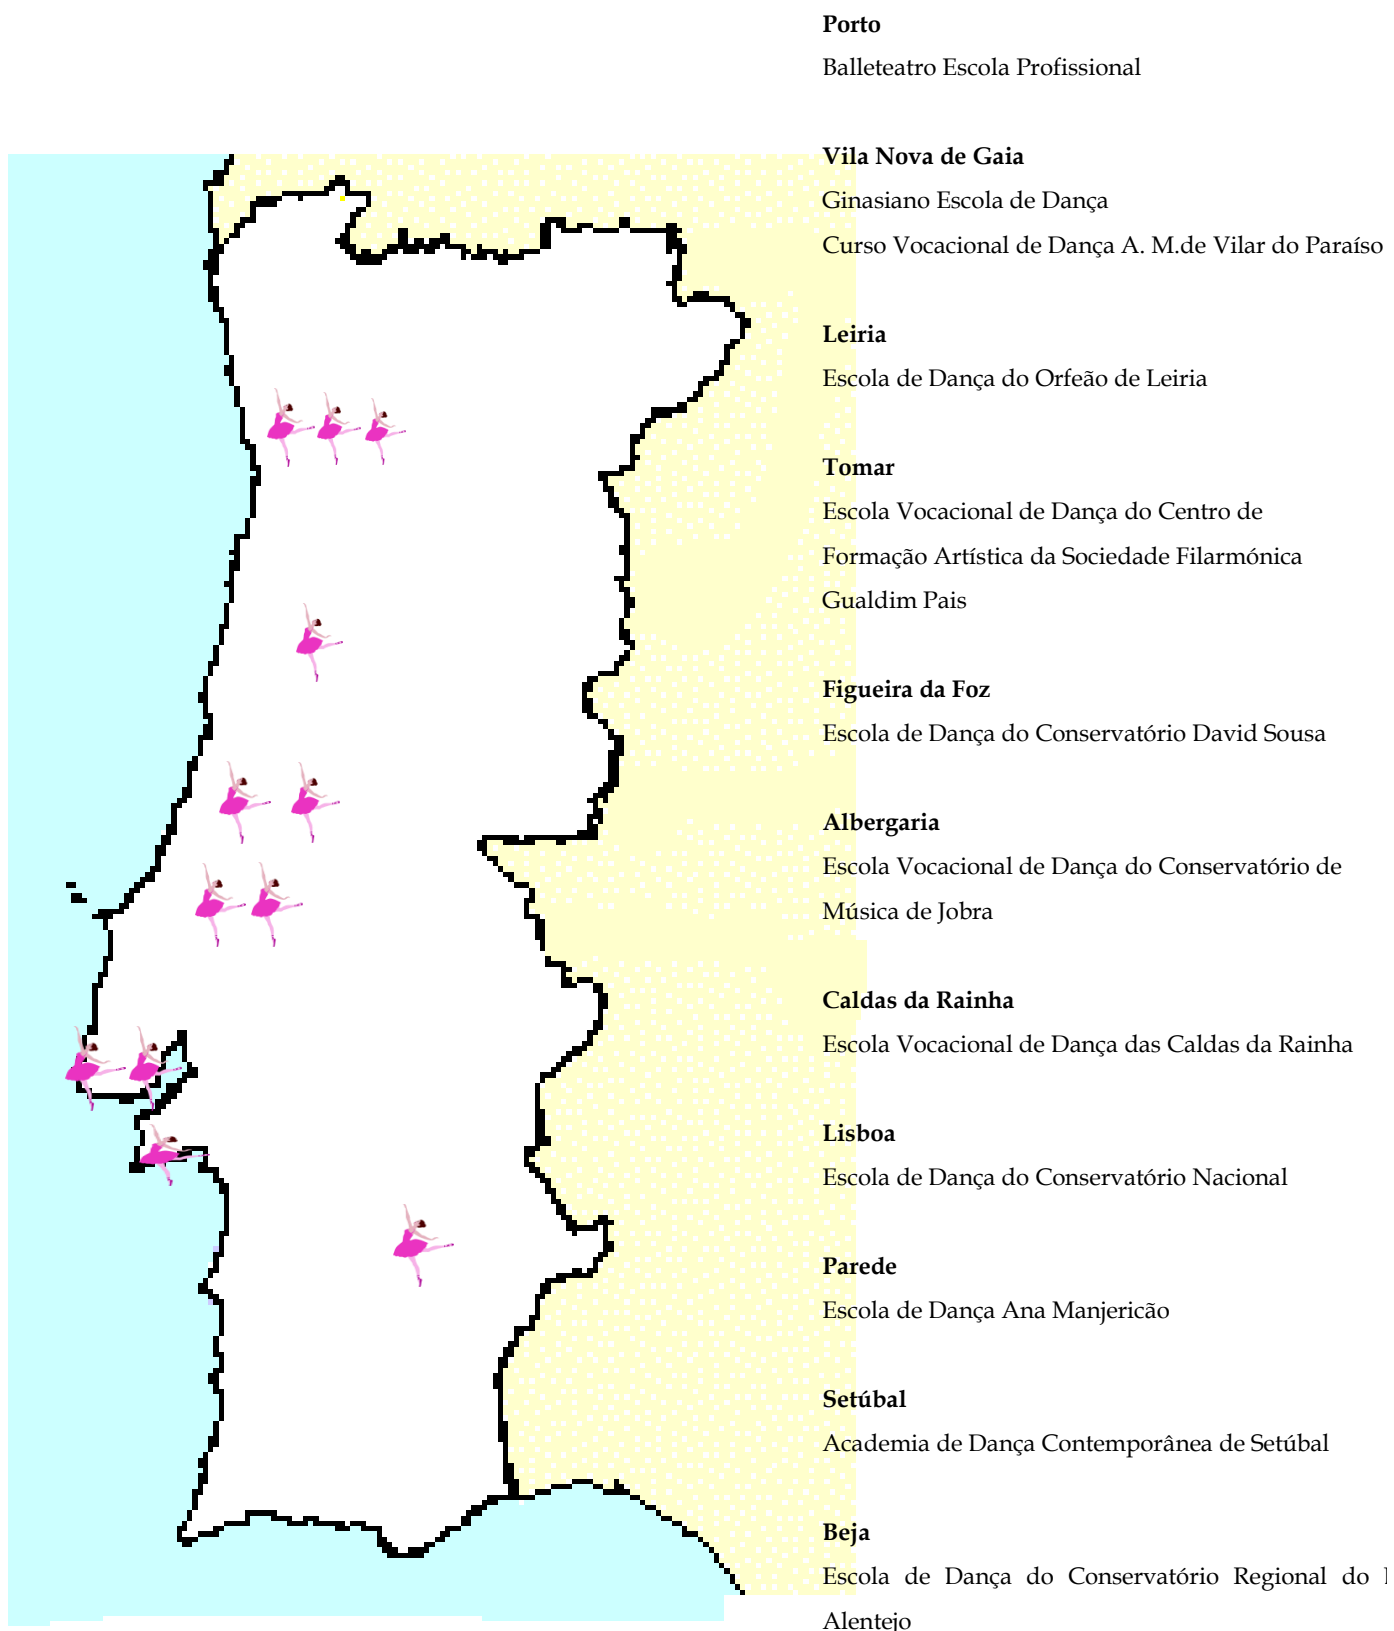 Porto
Balleteatro Escola Profissional
Vila Nova de Gaia
Ginasiano Escola de Dança
Curso Vocacional de Dança A. M.de Vilar do Paraíso
Leiria
Escola de Dança do Orfeão de Leiria
Tomar
Escola Vocacional de Dança do Centro de
Formação Artística da Sociedade Filarmónica
Gualdim Pais
Figueira da Foz
Escola de Dança do Conservatório David Sousa
Albergaria
Escola Vocacional de Dança do Conservatório de
Música de Jobra
Caldas da Rainha
Escola Vocacional de Dança das Caldas da Rainha
Lisboa
Escola de Dança do Conservatório Nacional
Parede
Escola de Dança Ana Manjericão
Setúbal
Academia de Dança Contemporânea de Setúbal
Beja
Escola de Dança do Conservatório Regional do
Alentejo